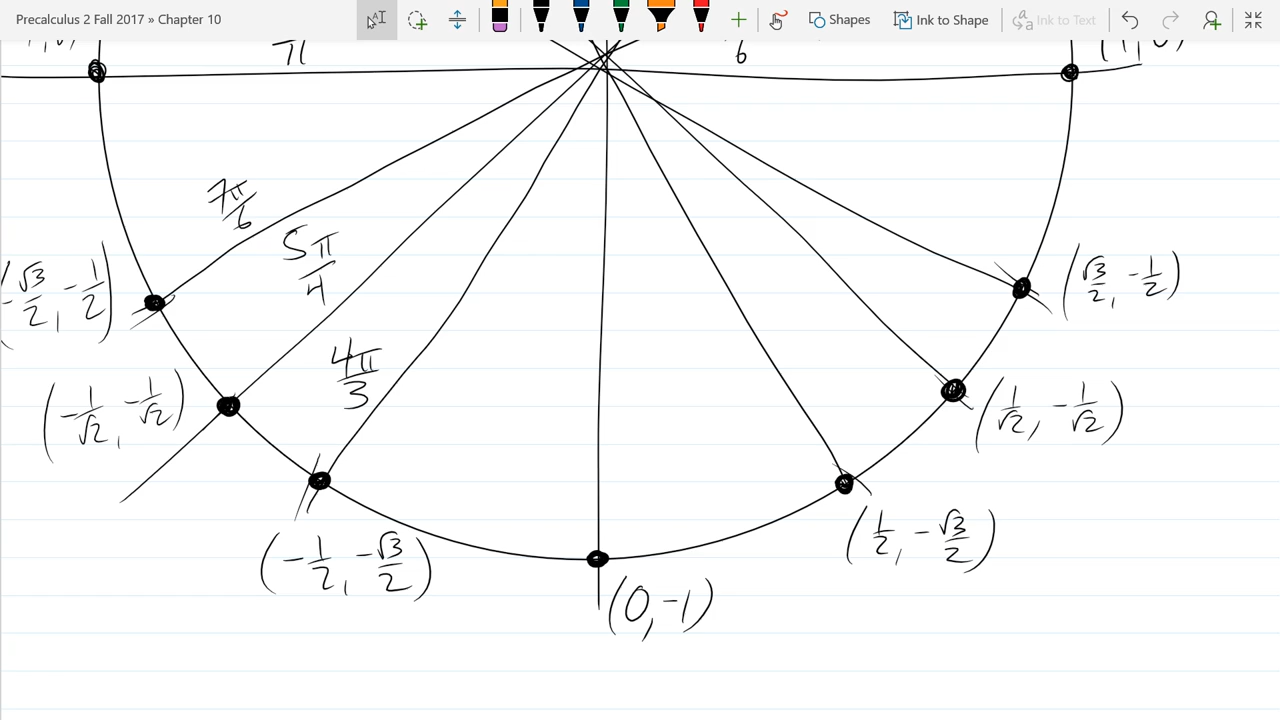 Precalculus 2 Fall 2017 » Chapter 10
Shapes
Ink to Shape
Ink to Text
π
6
7π/6
5π/4
4π/3
(-√3/2, -1/2)
(-1/√2, -1/√2)
(-1/2, -√3/2)
(0, -1)
(1/2, -√3/2)
(1/√2, -1/√2)
(√3/2, -1/2)